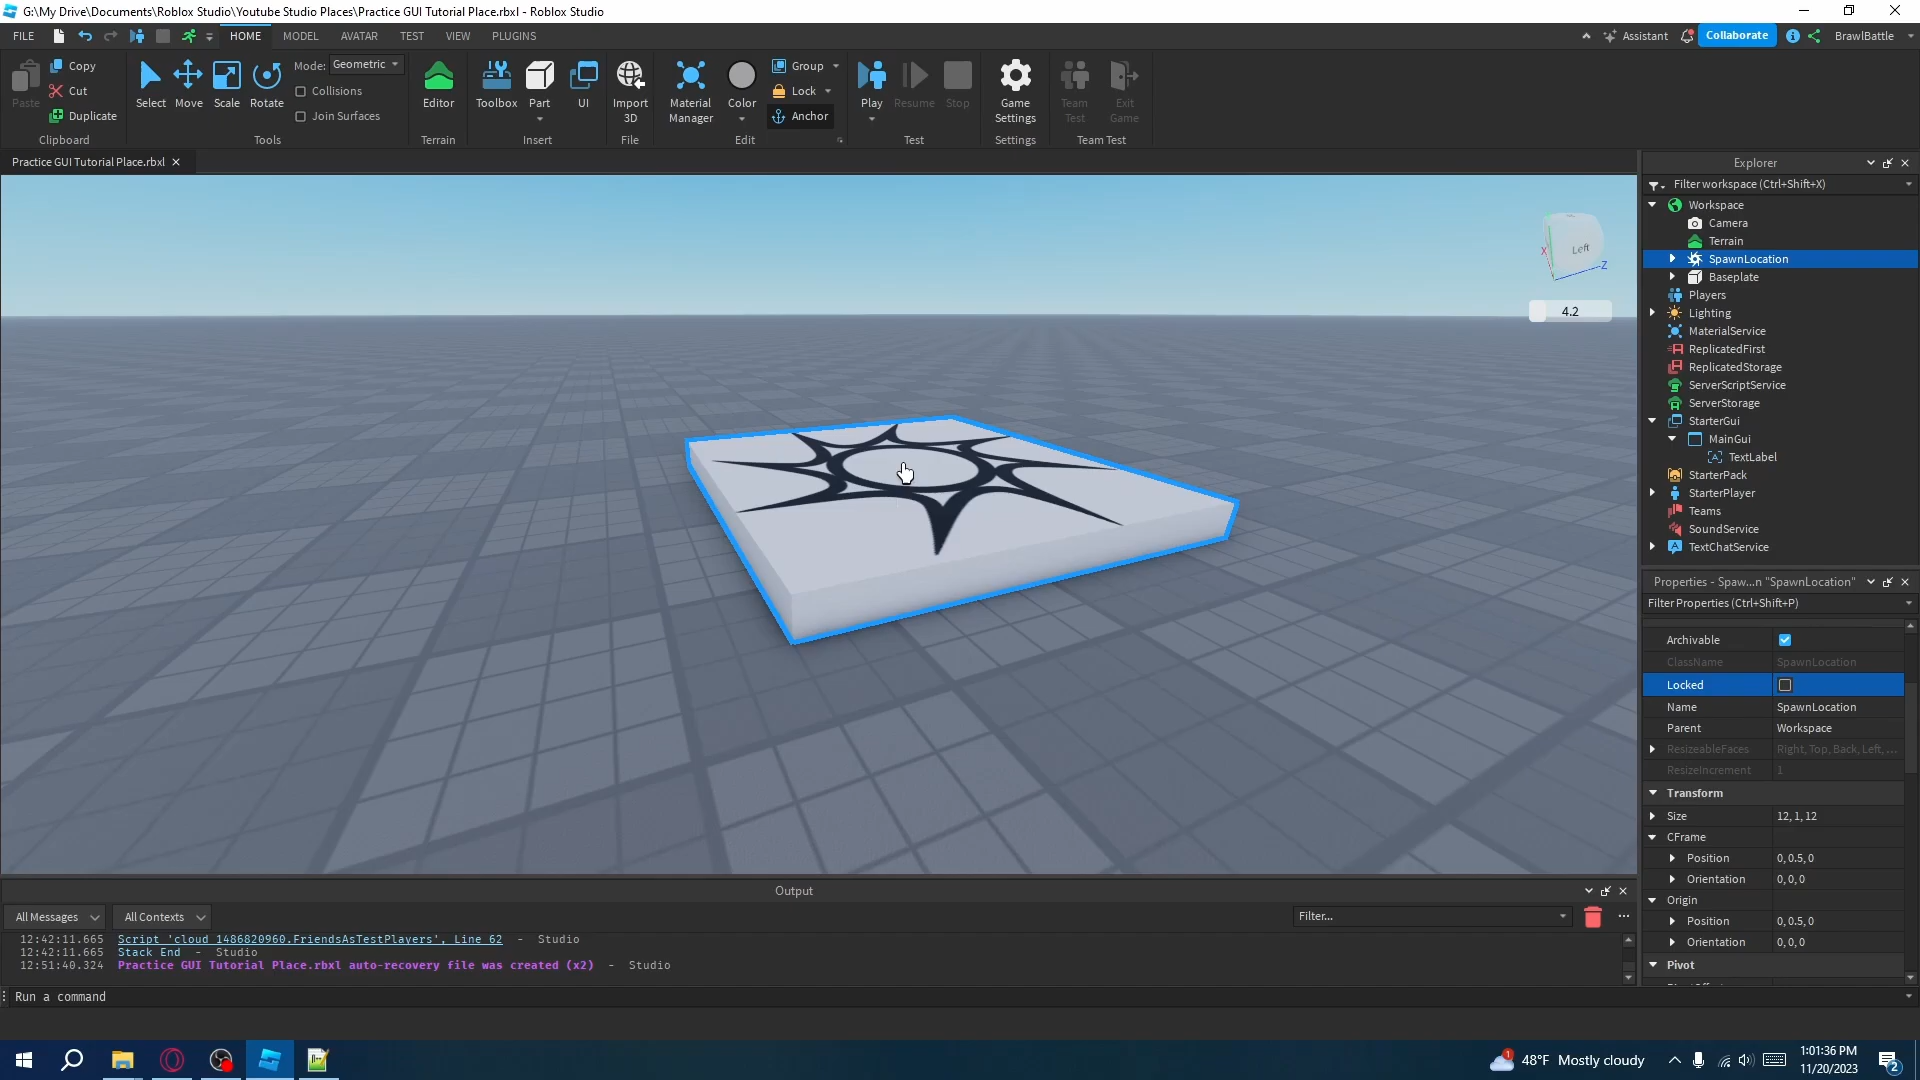 G:\My Drive\Documents\Roblox Studio\Youtube Studio Places\Practice GUI Tutorial Place.rbxl - Roblox Studio
FILE HOME MODEL AVATAR TEST VIEW PLUGINS Assistant Collaborate BrawlBattle
Paste Copy Cut Duplicate
Clipboard
Select Move Scale Rotate Mode: Geometric
Collisions
Join Surfaces
Tools
Editor
Terrain
Toolbox Part UI
Insert
Import 3D
File
Material Manager Color Group
Lock
Anchor
Edit
Play Resume Stop
Test
Game Settings
Settings
Team Test Exit Game
Team Test
Practice GUI Tutorial Place.rbxl
Left
X
Z
4.2
Explorer
Filter workspace (Ctrl+Shift+X)
Workspace
Camera
Terrain
SpawnLocation
Baseplate
Players
Lighting
MaterialService
ReplicatedFirst
ReplicatedStorage
ServerScriptService
ServerStorage
StarterGui
MainGui
TextLabel
StarterPack
StarterPlayer
Teams
SoundService
TextChatService
Properties - Spaw...n "SpawnLocation"
Filter Properties (Ctrl+Shift+P)
Archivable
ClassName SpawnLocation
Locked
Name SpawnLocation
Parent Workspace
ResizeableFaces Right, Top, Back, Left, ...
ResizeIncrement 1
Transform
Size 12, 1, 12
CFrame
Position 0, 0.5, 0
Orientation 0, 0, 0
Origin
Position 0, 0.5, 0
Orientation 0, 0, 0
Pivot
Output
All Messages All Contexts Filter...
12:42:11.665 Script 'cloud_1486820960.FriendsAsTestPlayers', Line 62 - Studio
12:42:11.665 Stack End - Studio
12:51:40.324 Practice GUI Tutorial Place.rbxl auto-recovery file was created (x2) - Studio
Run a command
1
48°F Mostly cloudy
1:01:36 PM
11/20/2023
2